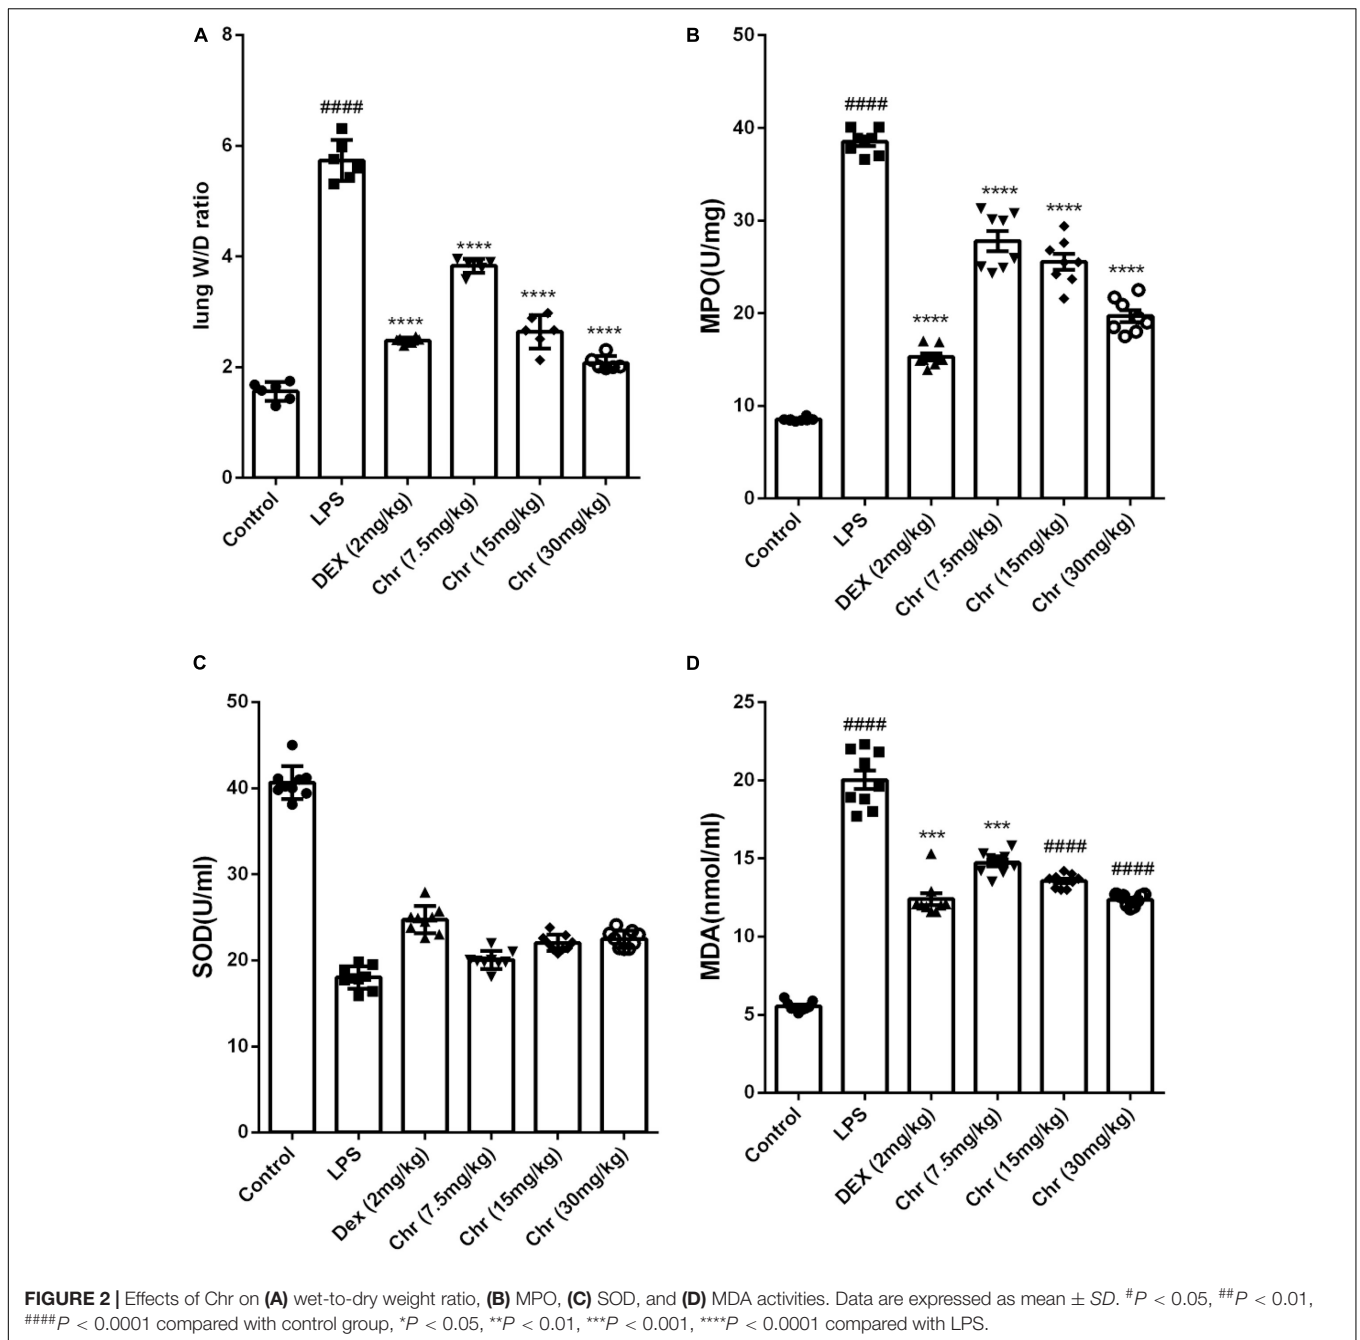 A
8
6
4
2
0
lung W/D ratio
####
****
****
****
****
Control
LPS
DEX (2mg/kg)
Chr (7.5mg/kg)
Chr (15mg/kg)
Chr (30mg/kg)
B
50
40
30
20
10
0
MPO(U/mg)
####
****
****
****
****
Control
LPS
DEX (2mg/kg)
Chr (7.5mg/kg)
Chr (15mg/kg)
Chr (30mg/kg)
C
50
40
30
20
10
0
SOD(U/ml)
Control
LPS
Dex (2mg/kg)
Chr (7.5mg/kg)
Chr (15mg/kg)
Chr (30mg/kg)
D
25
20
15
10
5
0
MDA(nmol/ml)
####
***
***
####
####
Control
LPS
DEX (2mg/kg)
Chr (7.5mg/kg)
Chr (15mg/kg)
Chr (30mg/kg)
FIGURE 2 | Effects of Chr on (A) wet-to-dry weight ratio, (B) MPO, (C) SOD, and (D) MDA activities. Data are expressed as mean ± SD. #P < 0.05, ##P < 0.01,
####P < 0.0001 compared with control group, *P < 0.05, **P < 0.01, ***P < 0.001, ****P < 0.0001 compared with LPS.